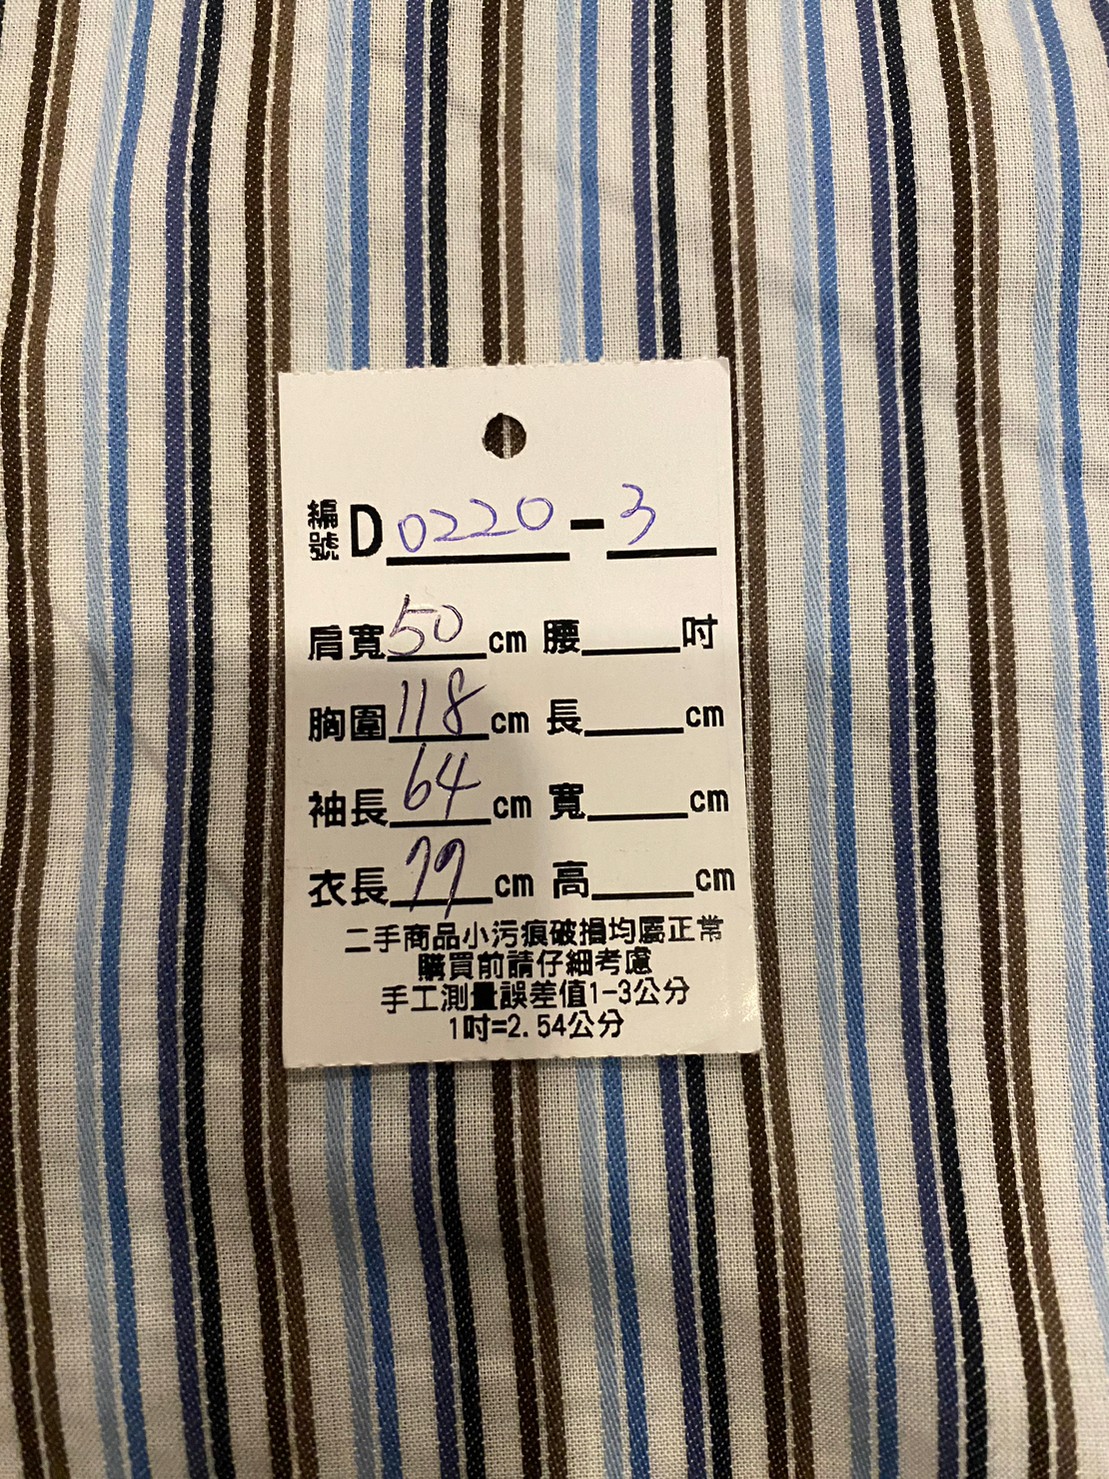 編號 D 0220-3
肩寬 50 cm 腰 吋
胸圍 118 cm 長 cm
袖長 64 cm 寬 cm
衣長 77 cm 高 cm
二手商品小污痕破損均屬正常
購買前請仔細考慮
手工測量誤差值1-3公分
1吋=2.54公分